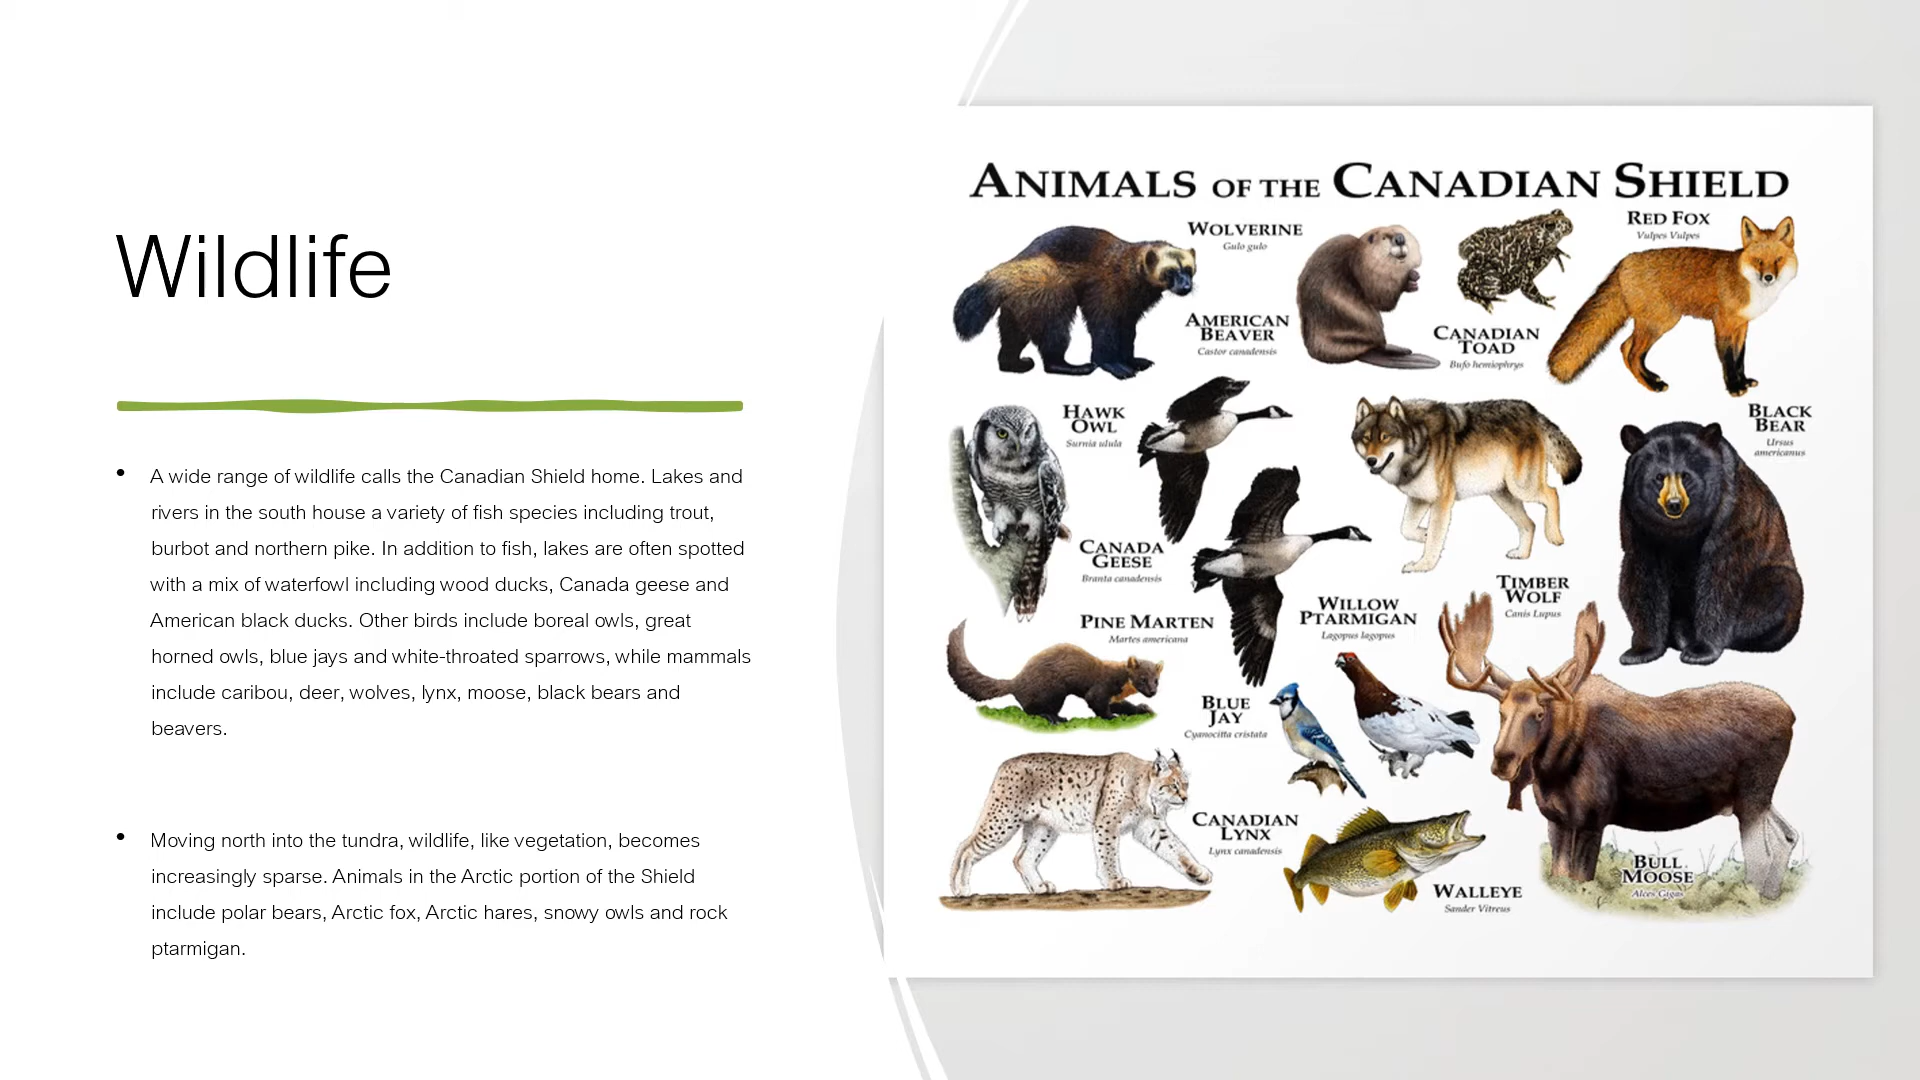 Wildlife
• A wide range of wildlife calls the Canadian Shield home. Lakes and
rivers in the south house a variety of fish species including trout,
burbot and northern pike. In addition to fish, lakes are often spotted
with a mix of waterfowl including wood ducks, Canada geese and
American black ducks. Other birds include boreal owls, great
horned owls, blue jays and white-throated sparrows, while mammals
include caribou, deer, wolves, lynx, moose, black bears and
beavers.
• Moving north into the tundra, wildlife, like vegetation, becomes
increasingly sparse. Animals in the Arctic portion of the Shield
include polar bears, Arctic fox, Arctic hares, snowy owls and rock
ptarmigan.
ANIMALS OF THE CANADIAN SHIELD
WOLVERINE
Gulo gulo
RED FOX
Vulpes Vulpes
AMERICAN
BEAVER
Castor canadensis
CANADIAN
TOAD
Bufo hemiophrys
HAWK
OWL
Surnia ulula
BLACK
BEAR
Ursus
americanus
CANADA
GEESE
Branta canadensis
TIMBER
WOLF
Canis Lupus
PINE MARTEN
Martes americana
WILLOW
PTARMIGAN
Lagopus lagopus
BLUE
JAY
Cyanocitta cristata
CANADIAN
LYNX
Lynx canadensis
WALLEYE
Sander Vitreus
BULL
MOOSE
Alces Gigas